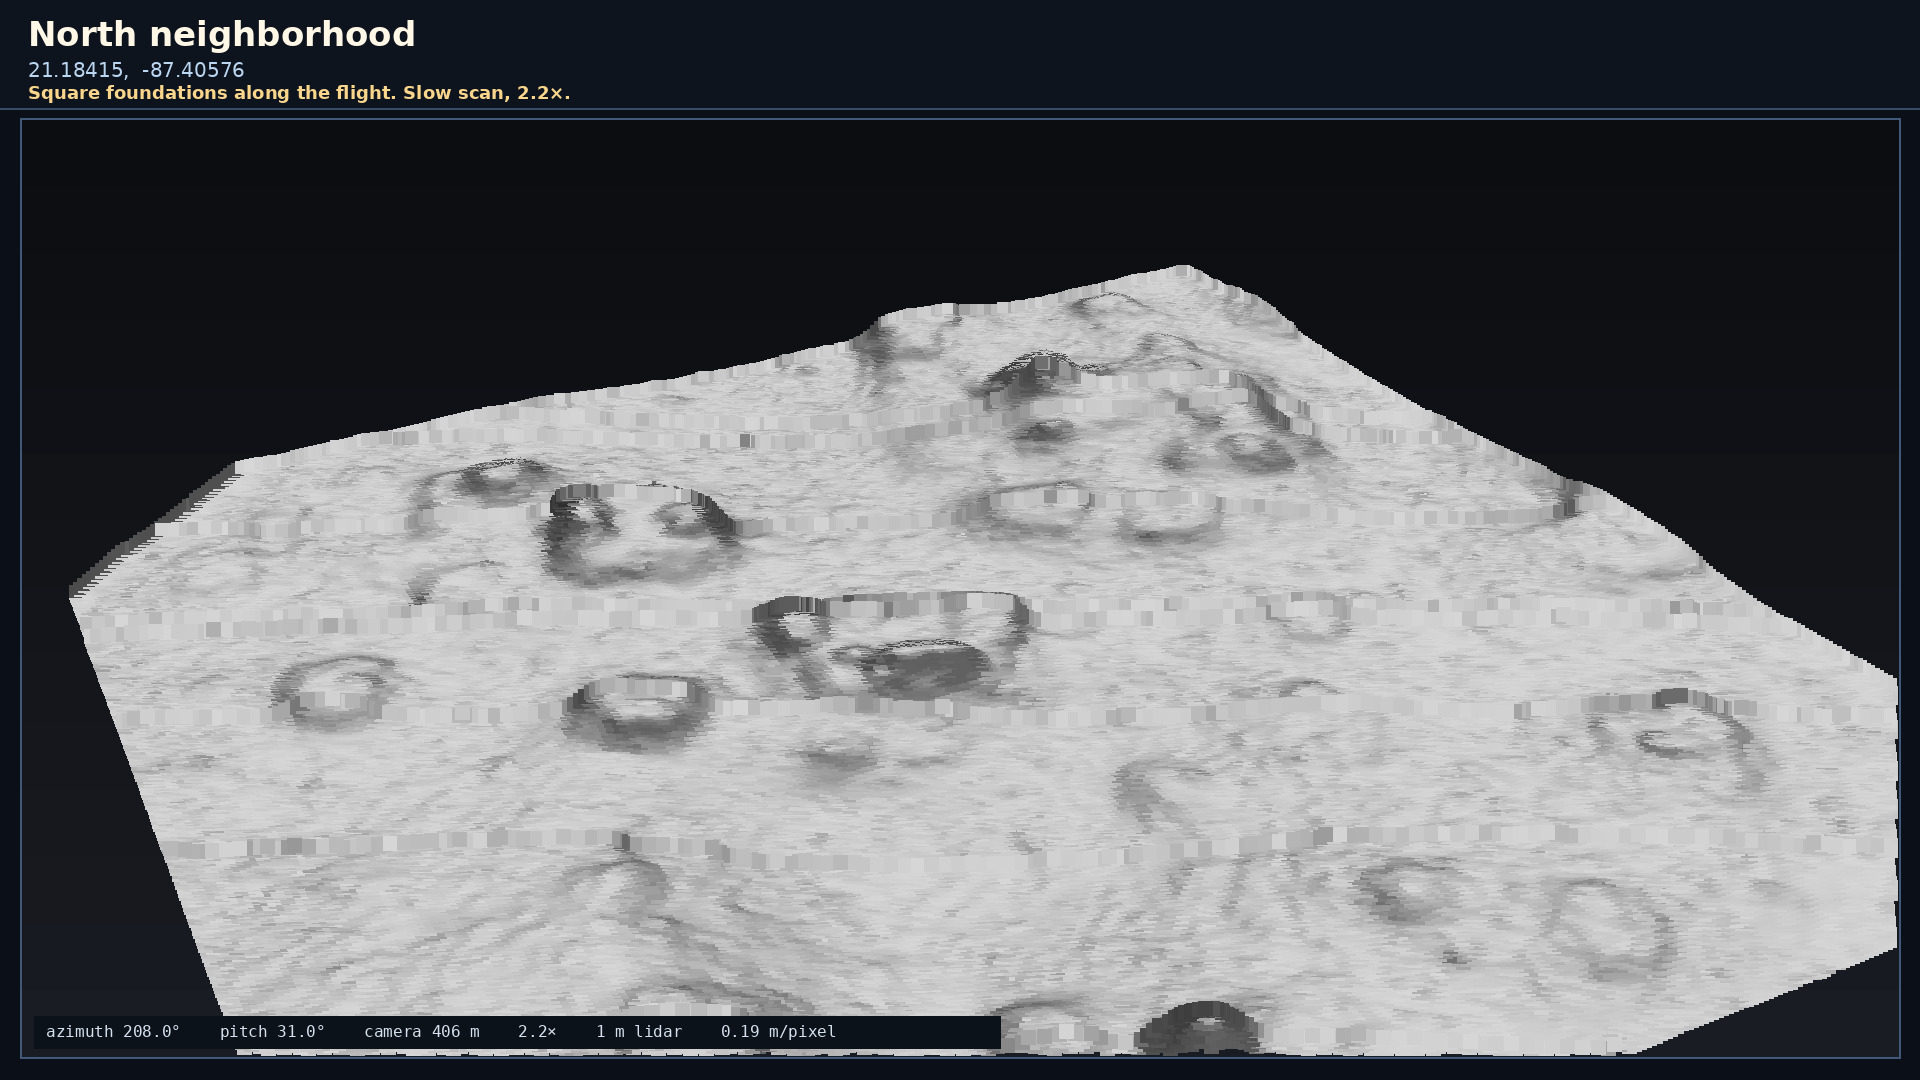 North neighborhood
21.18415, -87.40576
Square foundations along the flight. Slow scan, 2.2×.
azimuth 208.0° pitch 31.0° camera 406 m 2.2× 1 m lidar 0.19 m/pixel